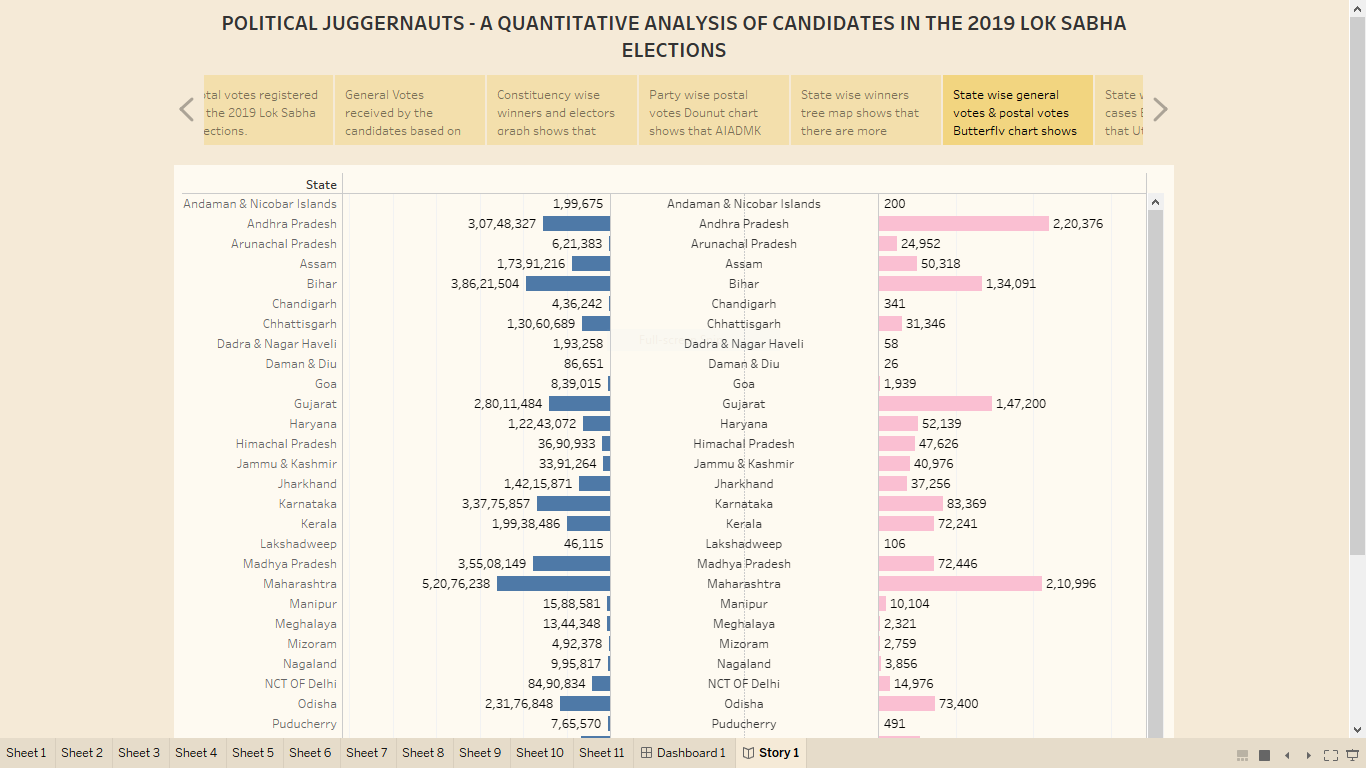 POLITICAL JUGGERNAUTS - A QUANTITATIVE ANALYSIS OF CANDIDATES IN THE 2019 LOK SABHA
ELECTIONS
votes registered
the 2019 Lok Sabha
General Votes
received by the
candidates based on
Constituency wise
winners and electors
graph shows that
Party wise postal
votes Dounut chart
shows that AIADMK
State wise winners
tree map shows that
there are more
State wise general
votes & postal votes
Butterfly chart shows
State
cases
that
State
Andaman & Nicobar Islands 1,99,675 Andaman & Nicobar Islands 200
Andhra Pradesh 3,07,48,327 Andhra Pradesh 2,20,376
Arunachal Pradesh 6,21,383 Arunachal Pradesh 24,952
Assam 1,73,91,216 Assam 50,318
Bihar 3,86,21,504 Bihar 1,34,091
Chandigarh 4,36,242 Chandigarh 341
Chhattisgarh 1,30,60,689 Chhattisgarh 31,346
Dadra & Nagar Haveli 1,93,258 Dadra & Nagar Haveli 58
Daman & Diu 86,651 Daman & Diu 26
Goa 8,39,015 Goa 1,939
Gujarat 2,80,11,484 Gujarat 1,47,200
Haryana 1,22,43,072 Haryana 52,139
Himachal Pradesh 36,90,933 Himachal Pradesh 47,626
Jammu & Kashmir 33,91,264 Jammu & Kashmir 40,976
Jharkhand 1,42,15,871 Jharkhand 37,256
Karnataka 3,37,75,857 Karnataka 83,369
Kerala 1,99,38,486 Kerala 72,241
Lakshadweep 46,115 Lakshadweep 106
Madhya Pradesh 3,55,08,149 Madhya Pradesh 72,446
Maharashtra 5,20,76,238 Maharashtra 2,10,996
Manipur 15,88,581 Manipur 10,104
Meghalaya 13,44,348 Meghalaya 2,321
Mizoram 4,92,378 Mizoram 2,759
Nagaland 9,95,817 Nagaland 3,856
NCT OF Delhi 84,90,834 NCT OF Delhi 14,976
Odisha 2,31,76,848 Odisha 73,400
Puducherry 7,65,570 Puducherry 491
Sheet 1 Sheet 2 Sheet 3 Sheet 4 Sheet 5 Sheet 6 Sheet 7 Sheet 8 Sheet 9 Sheet 10 Sheet 11 Dashboard 1 Story 1